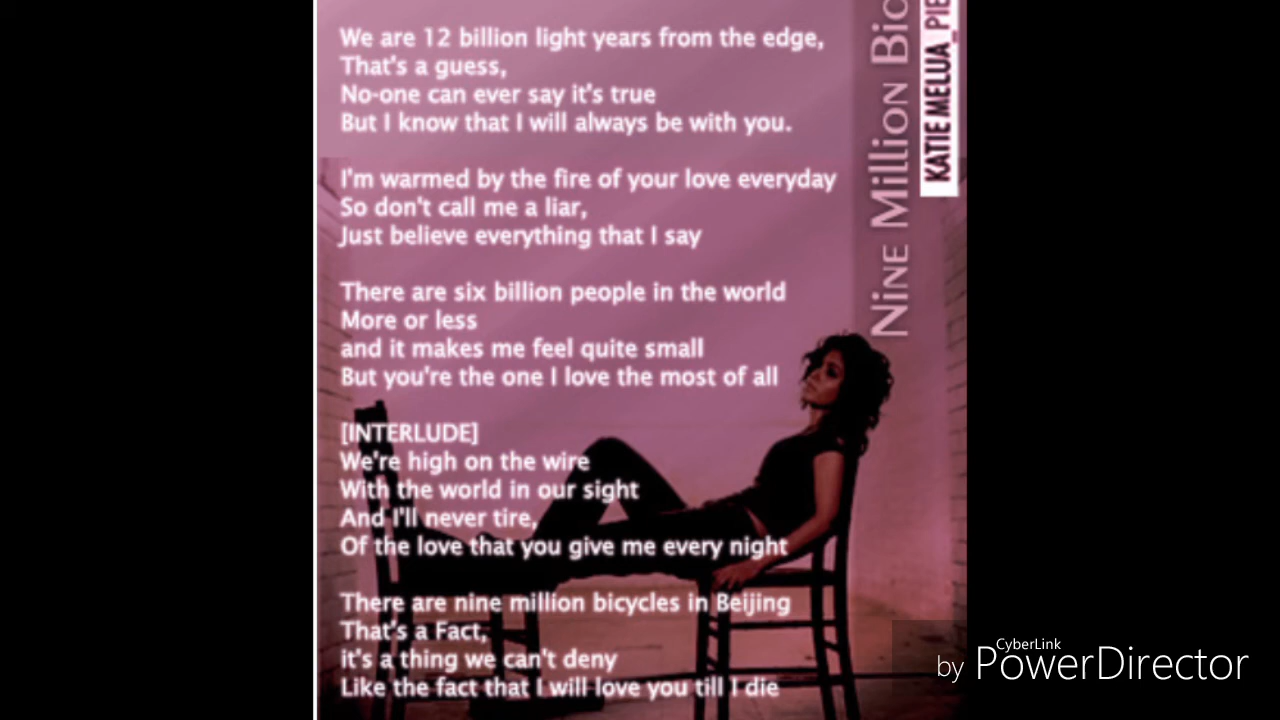 We are 12 billion light years from the edge,
That's a guess,
No-one can ever say it's true
But I know that I will always be with you.
I'm warmed by the fire of your love everyday
So don't call me a liar,
Just believe everything that I say
There are six billion people in the world
More or less
and it makes me feel quite small
But you're the one I love the most of all
[INTERLUDE]
We're high on the wire
With the world in our sight
And I'll never tire,
Of the love that you give me every night
There are nine million bicycles in Beijing
That's a Fact,
it's a thing we can't deny
Like the fact that I will love you till I die
Nine Million Bic
KATIE MELUA_PIE
CyberLink
by PowerDirector